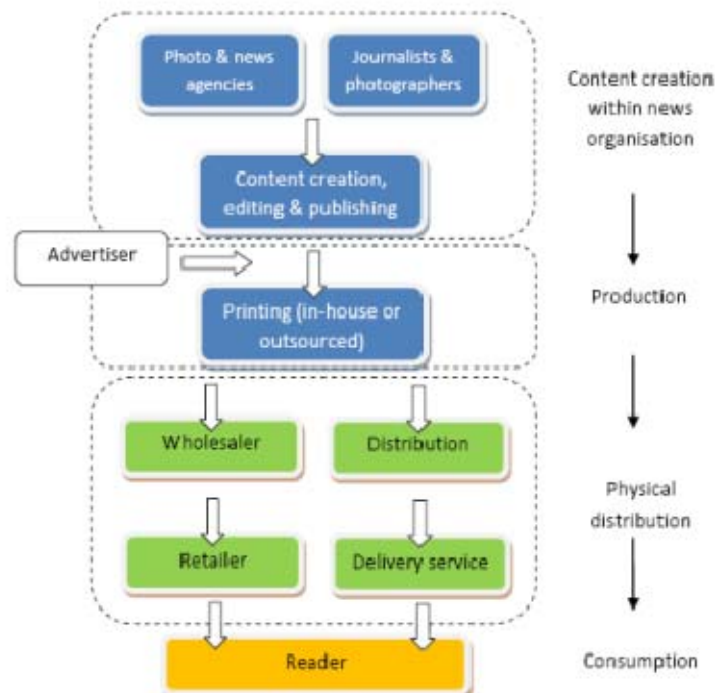 Photo & news
agencies
Journalists &
photographers
Content creation
within news
organisation
Content creation,
editing & publishing
Advertiser
Production
Printing (in-house or
outsourced)
Wholesaler
Distribution
Physical
distribution
Retailer
Delivery service
Reader
Consumption